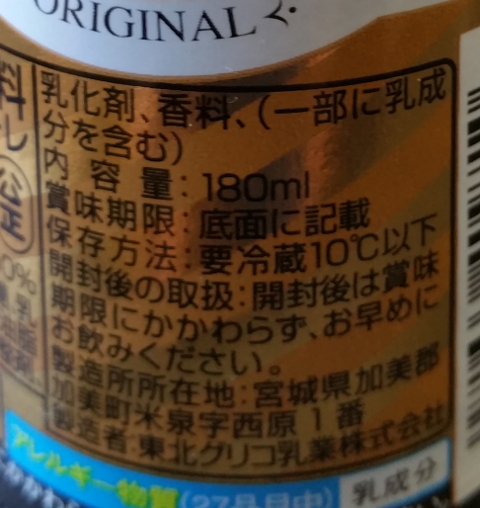 ORIGINAL
乳化剤、香料、(一部に乳成
分を含む)
内容量:180ml
賞味期限:底面に記載
保存方法:要冷蔵10℃以下
開封後の取扱:開封後は賞味
期限にかかわらず、お早めに
お飲みください。
製造所所在地:宮城県加美郡
加美町米泉字西原1番
製造者:東北グリコ乳業株式会社
アレルギー物質(27品目中) 乳成分